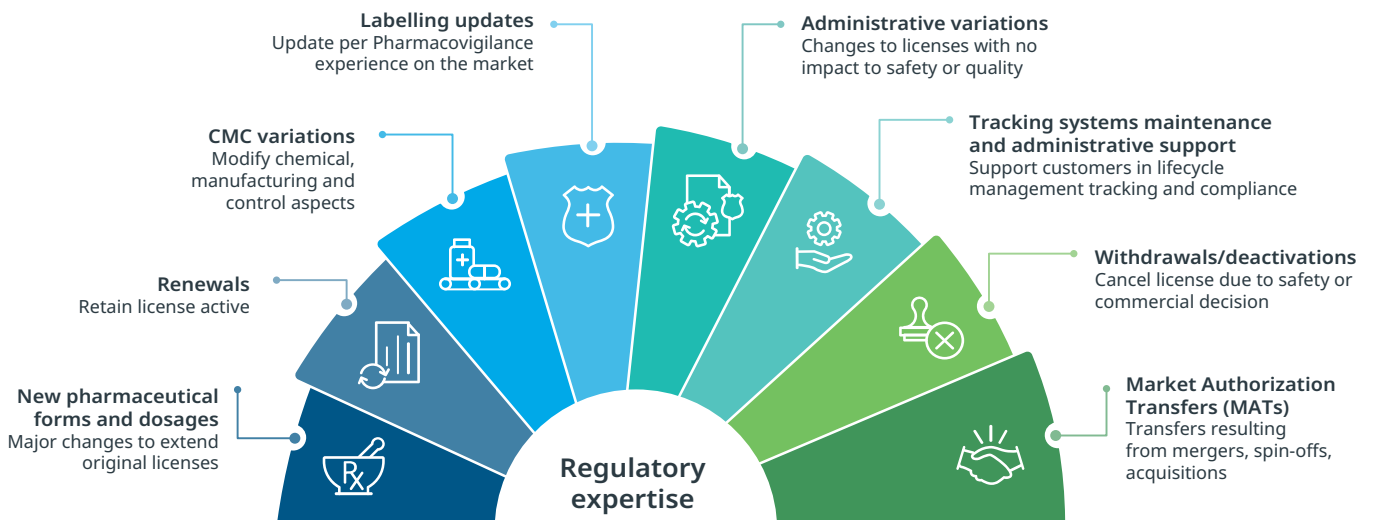 Labelling updates
Update per Pharmacovigilance
experience on the market
Administrative variations
Changes to licenses with no
impact to safety or quality
CMC variations
Modify chemical,
manufacturing and
control aspects
Tracking systems maintenance
and administrative support
Support customers in lifecycle
management tracking and compliance
Renewals
Retain license active
Withdrawals/deactivations
Cancel license due to safety or
commercial decision
New pharmaceutical
forms and dosages
Major changes to extend
original licenses
Market Authorization
Transfers (MATs)
Transfers resulting
from mergers, spin-offs,
acquisitions
Rx
Regulatory
expertise